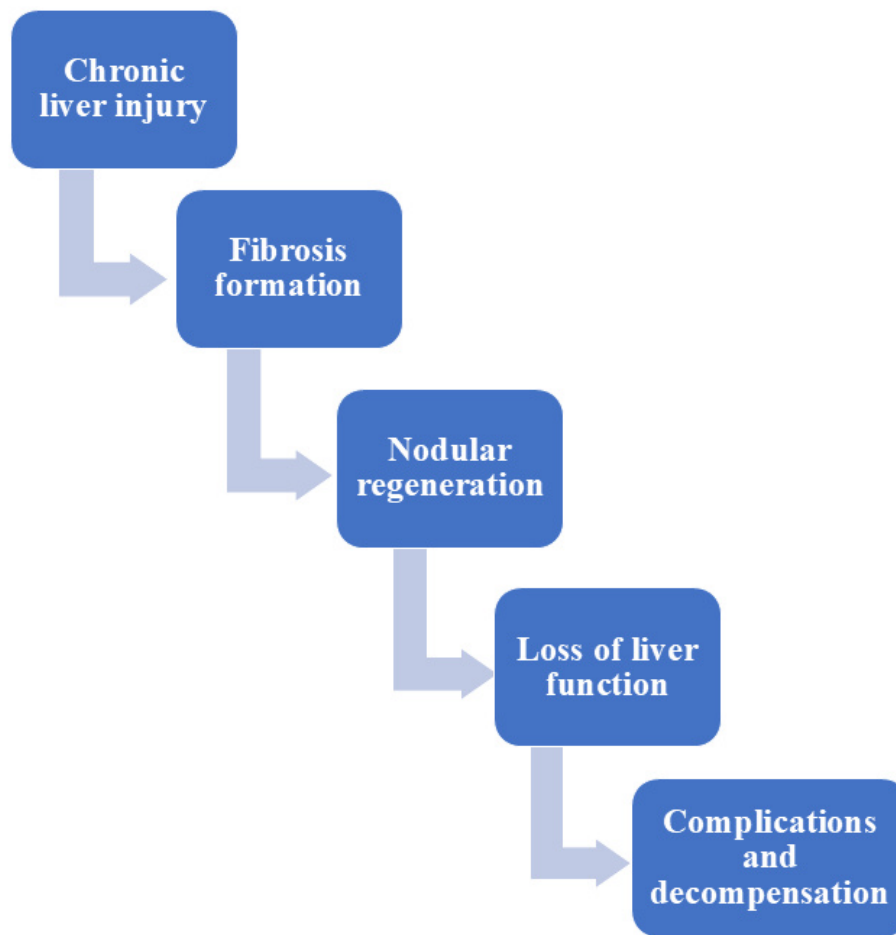 Chronic
liver injury
Fibrosis
formation
Nodular
regeneration
Loss of liver
function
Complications
and
decompensation